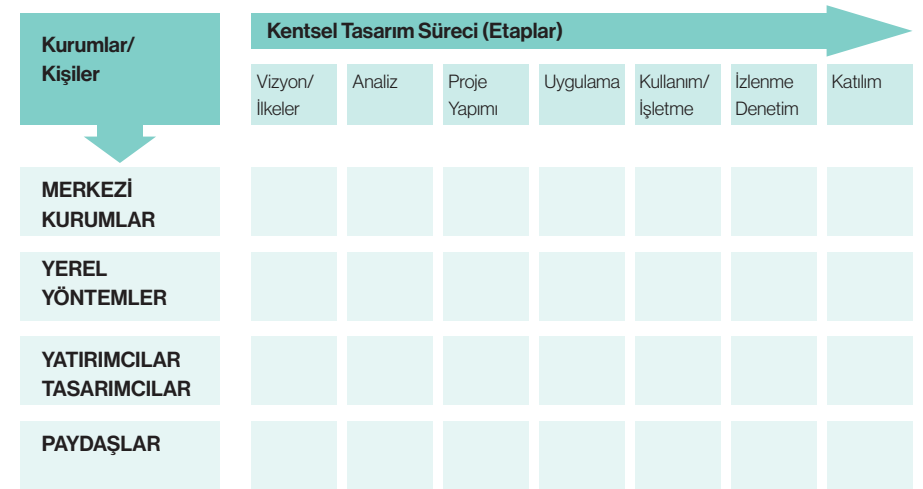 Kurumlar/
Kişiler
Kentsel Tasarım Süreci (Etaplar)
Vizyon/
İlkeler
Analiz
Proje
Yapımı
Uygulama
Kullanım/
İşletme
İzlenme
Denetim
Katılım
MERKEZİ
KURUMLAR
YEREL
YÖNTEMLER
YATIRIMCILAR
TASARIMCILAR
PAYDAŞLAR